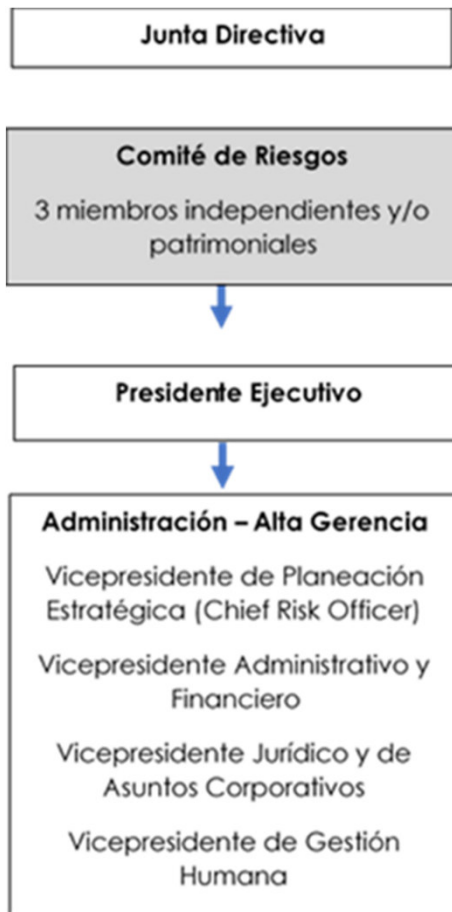 Junta Directiva
Comité de Riesgos
3 miembros independientes y/o
patrimoniales
Presidente Ejecutivo
Administración – Alta Gerencia
Vicepresidente de Planeación
Estratégica (Chief Risk Officer)
Vicepresidente Administrativo y
Financiero
Vicepresidente Jurídico y de
Asuntos Corporativos
Vicepresidente de Gestión
Humana